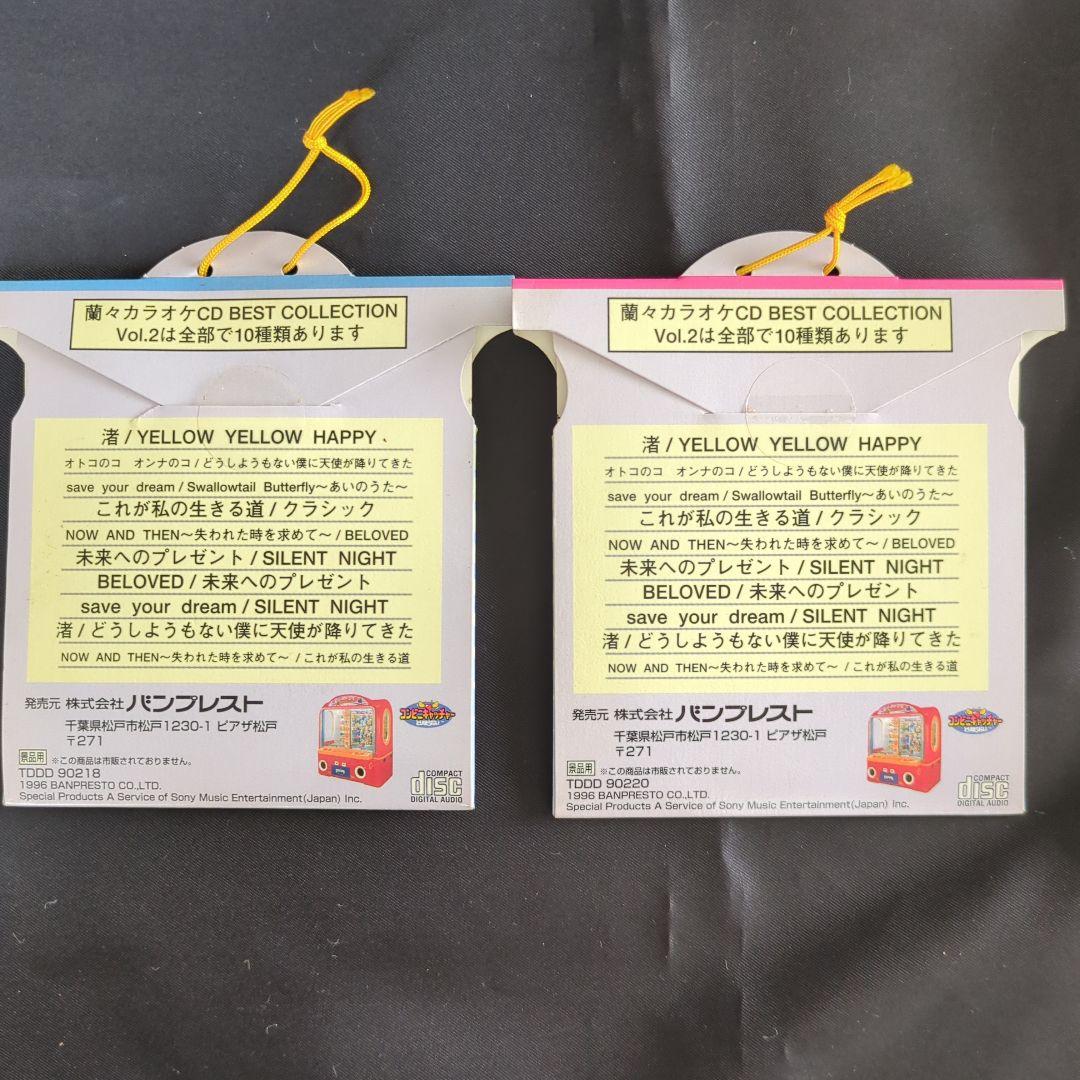 蘭々カラオケCD BEST COLLECTION
Vol.2は全部で10種類あります
渚 / YELLOW YELLOW HAPPY
オトコのコ オンナのコ / どうしようもない僕に天使が降りてきた
save your dream / Swallowtail Butterfly～あいのうた～
これが私の生きる道 / クラシック
NOW AND THEN～失われた時を求めて～ / BELOVED
未来へのプレゼント / SILENT NIGHT
BELOVED / 未来へのプレゼント
save your dream / SILENT NIGHT
渚 / どうしようもない僕に天使が降りてきた
NOW AND THEN～失われた時を求めて～ / これが私の生きる道
発売元 株式会社 バンプレスト
千葉県松戸市松戸1230-1 ピアザ松戸
〒271
コンビニキャッチャー
景品用 ※この商品は市販されておりません。
TDDD 90218
1996 BANPRESTO CO.,LTD.
Special Products A Service of Sony Music Entertainment(Japan) Inc.
COMPACT
disc
DIGITAL AUDIO
蘭々カラオケCD BEST COLLECTION
Vol.2は全部で10種類あります
渚 / YELLOW YELLOW HAPPY
オトコのコ オンナのコ / どうしようもない僕に天使が降りてきた
save your dream / Swallowtail Butterfly～あいのうた～
これが私の生きる道 / クラシック
NOW AND THEN～失われた時を求めて～ / BELOVED
未来へのプレゼント / SILENT NIGHT
BELOVED / 未来へのプレゼント
save your dream / SILENT NIGHT
渚 / どうしようもない僕に天使が降りてきた
NOW AND THEN～失われた時を求めて～ / これが私の生きる道
発売元 株式会社 バンプレスト
千葉県松戸市松戸1230-1 ピアザ松戸
〒271
コンビニキャッチャー
景品用 ※この商品は市販されておりません。
TDDD 90220
1996 BANPRESTO CO.,LTD.
Special Products A Service of Sony Music Entertainment(Japan) Inc.
COMPACT
disc
DIGITAL AUDIO